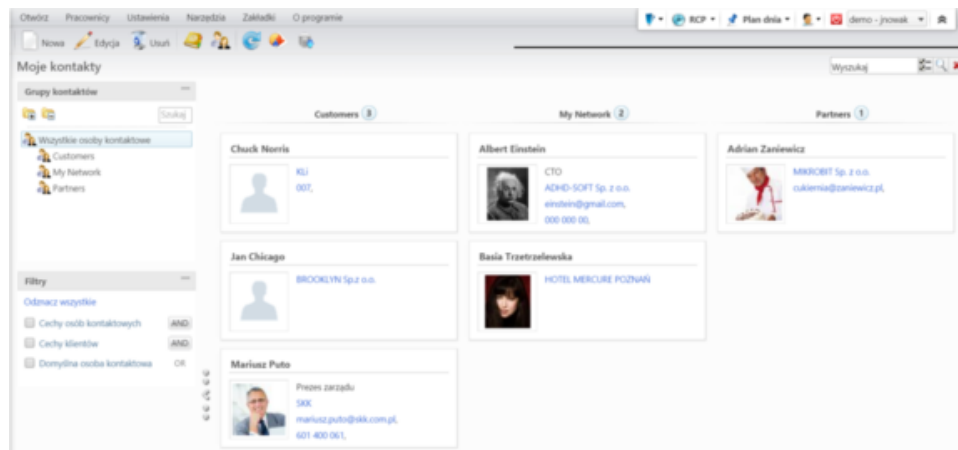 Otwórz Pracownicy Ustawienia Narzędzia Zakładki O programie
RCP Plan dnia demo - jnowak
Nowa Edycja Usuń
Moje kontakty
Wyszukaj
Grupy kontaktów
Szukaj
Wszystkie osoby kontaktowe
Customers
My Network
Partners
Filtry
Odznacz wszystkie
Cechy osób kontaktowych AND
Cechy klientów AND
Domyślna osoba kontaktowa OR
Customers 3
Chuck Norris
KLI
007,
Jan Chicago
BROOKLYN Sp.z o.o.
Mariusz Puto
Prezes zarządu
SKK
mariusz.puto@skk.com.pl,
601 400 061,
My Network 2
Albert Einstein
CTO
ADHD-SOFT Sp. z o.o.
einstein@gmail.com,
000 000 00,
Basia Trzetrzelewska
HOTEL MERCURE POZNAŃ
Partners 1
Adrian Zaniewicz
MIKROBIT Sp. z o.o.
cukiernia@zaniewicz.pl,